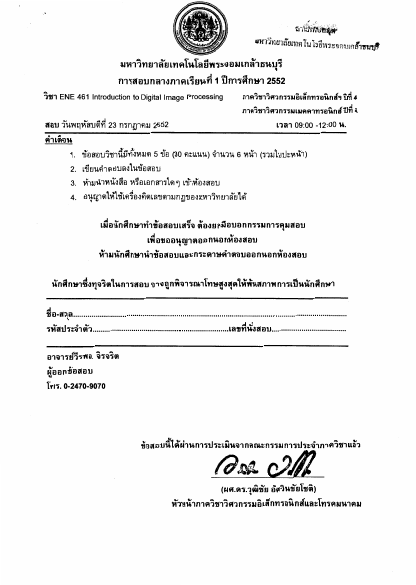 มหาวิทยาลัยเทคโนโลยีพระจอมเกล้าธนบุรี
มหาวิทยาลัยเทคโนโลยีพระจอมเกล้าธนบุรี
การสอบกลางภาคเรียนที่ 1 ปีการศึกษา 2552
วิชา ENE 461 Introduction to Digital Image Processing ภาควิชาวิศวกรรมอิเล็กทรอนิกส์ฯ ปีที่ 4
ภาควิชาวิศวกรรมเมคคาทรอนิกส์ ปีที่
สอบ วันพฤหัสบดีที่ 23 กรกฎาคม 2552 เวลา 09:00 -12:00 น.
คำเตือน
1. ข้อสอบวิชานี้มีทั้งหมด 5 ข้อ (30 คะแนน) จำนวน 6 หน้า (รวมใบปะหน้า)
2. เขียนคำตอบลงในข้อสอบ
3. ห้ามนำหนังสือ หรือเอกสารใดๆ เข้าห้องสอบ
4. อนุญาตให้ใช้เครื่องคิดเลขตามกฎของมหาวิทยาลัยได้
เมื่อนักศึกษาทำข้อสอบเสร็จ ต้องยกมือบอกกรรมการคุมสอบ
เพื่อขออนุญาตออกนอกห้องสอบ
ห้ามนักศึกษานำข้อสอบและกระดาษคำตอบออกนอกห้องสอบ
นักศึกษาซึ่งทุจริตในการสอบ อาจถูกพิจารณาโทษสูงสุดให้พ้นสภาพการเป็นนักศึกษา
ชื่อ-สกุล
รหัสประจำตัว เลขที่นั่งสอบ
อาจารย์วีรพล จิรจริต
ผู้ออกข้อสอบ
โทร. 0-2470-9070
ข้อสอบนี้ได้ผ่านการประเมินจากคณะกรรมการประจำภาควิชาแล้ว
(ผศ.ดร.วุฒิชัย อัศวินชัยโชติ)
หัวหน้าภาควิชาวิศวกรรมอิเล็กทรอนิกส์และโทรคมนาคม